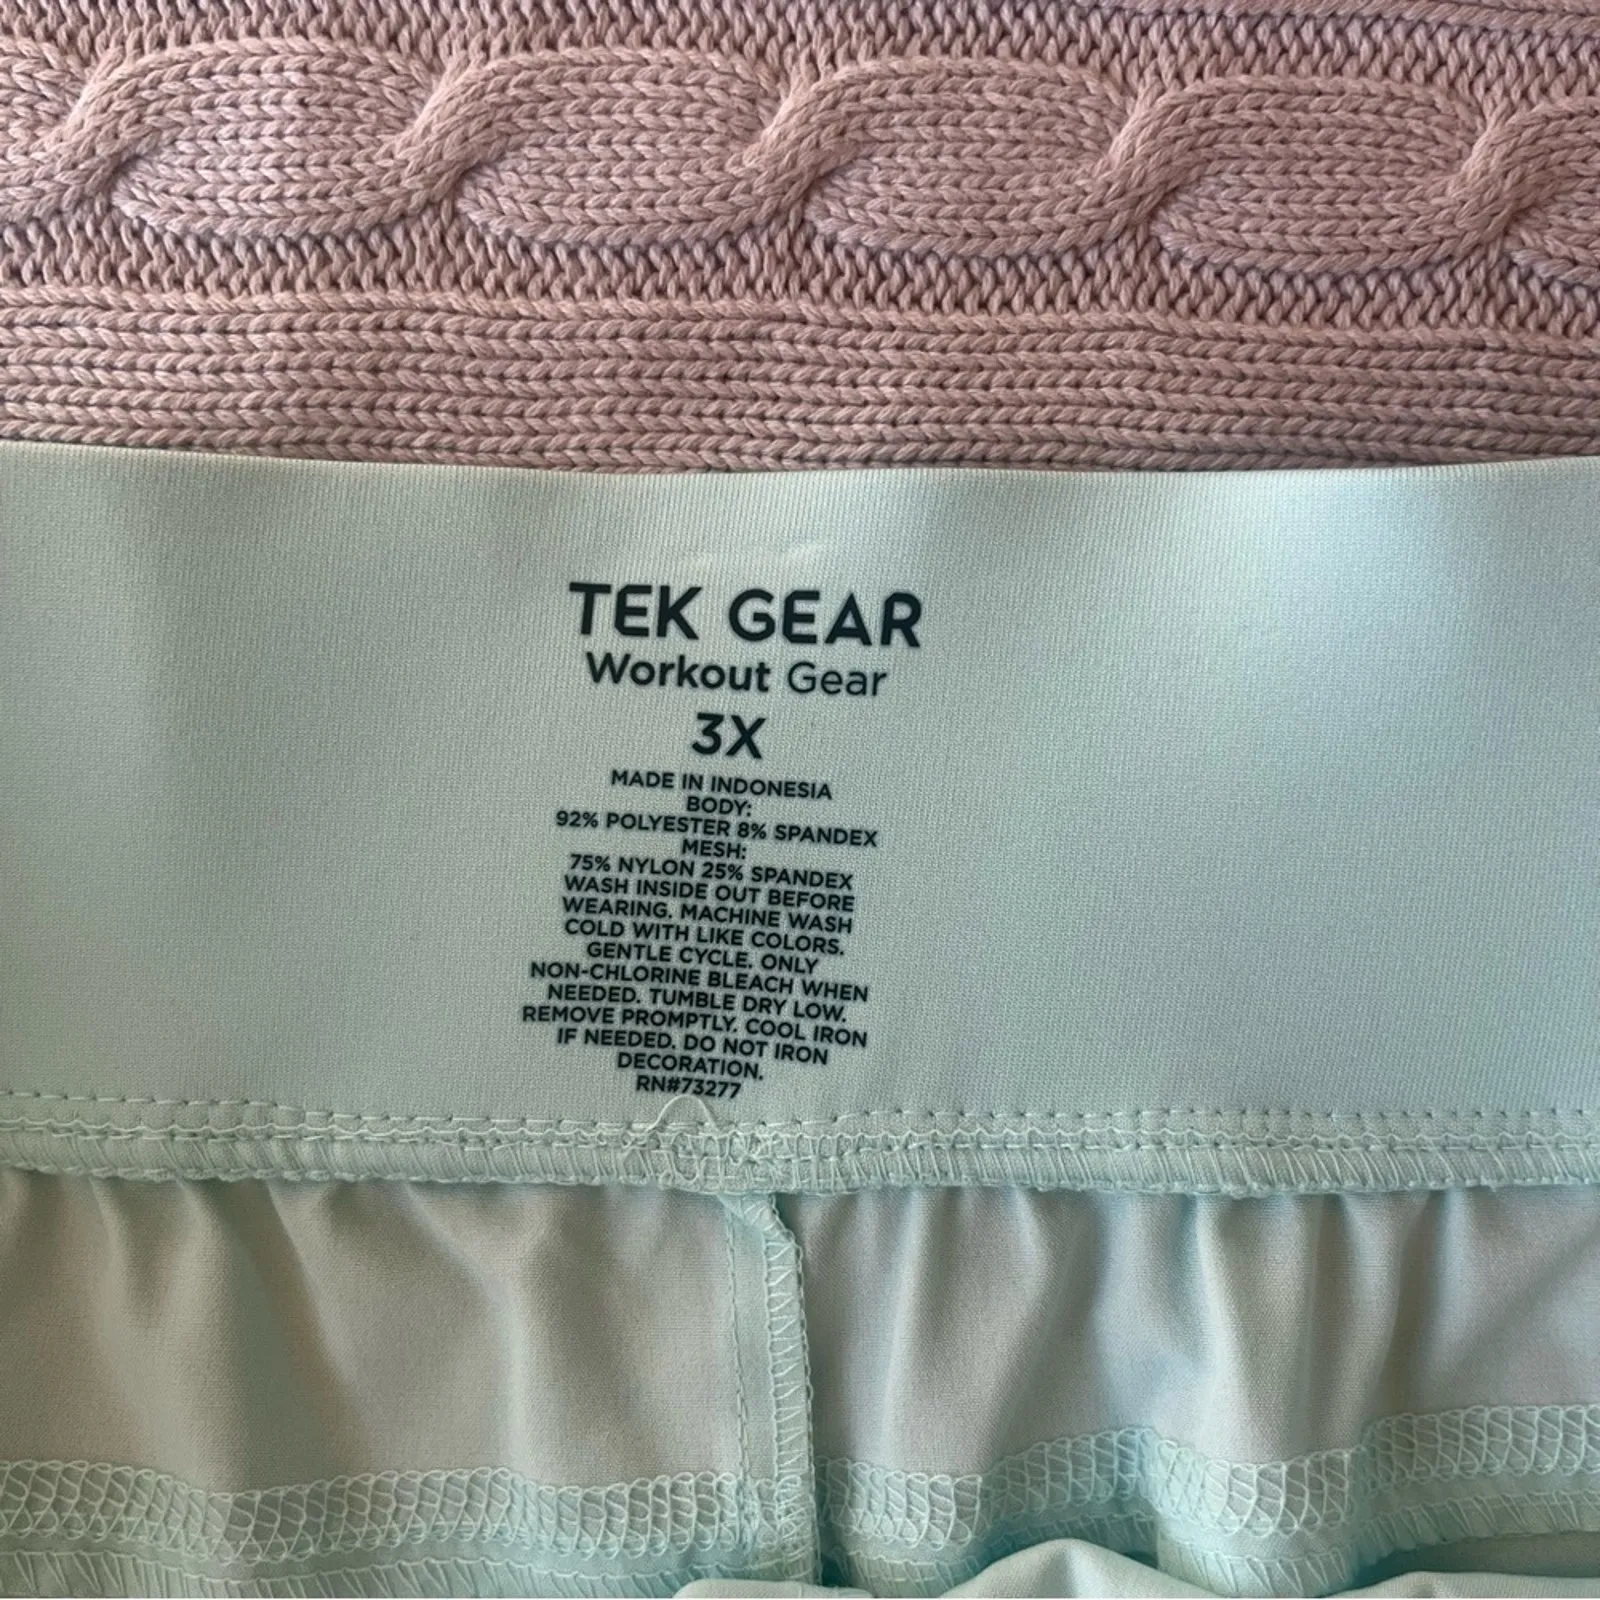 TEK GEAR
Workout Gear
3X
MADE IN INDONESIA
BODY:
92% POLYESTER 8% SPANDEX
MESH:
75% NYLON 25% SPANDEX
WASH INSIDE OUT BEFORE
WEARING. MACHINE WASH
COLD WITH LIKE COLORS.
GENTLE CYCLE. ONLY
NON-CHLORINE BLEACH WHEN
NEEDED. TUMBLE DRY LOW.
REMOVE PROMPTLY. COOL IRON
IF NEEDED. DO NOT IRON
DECORATION.
RN#73277